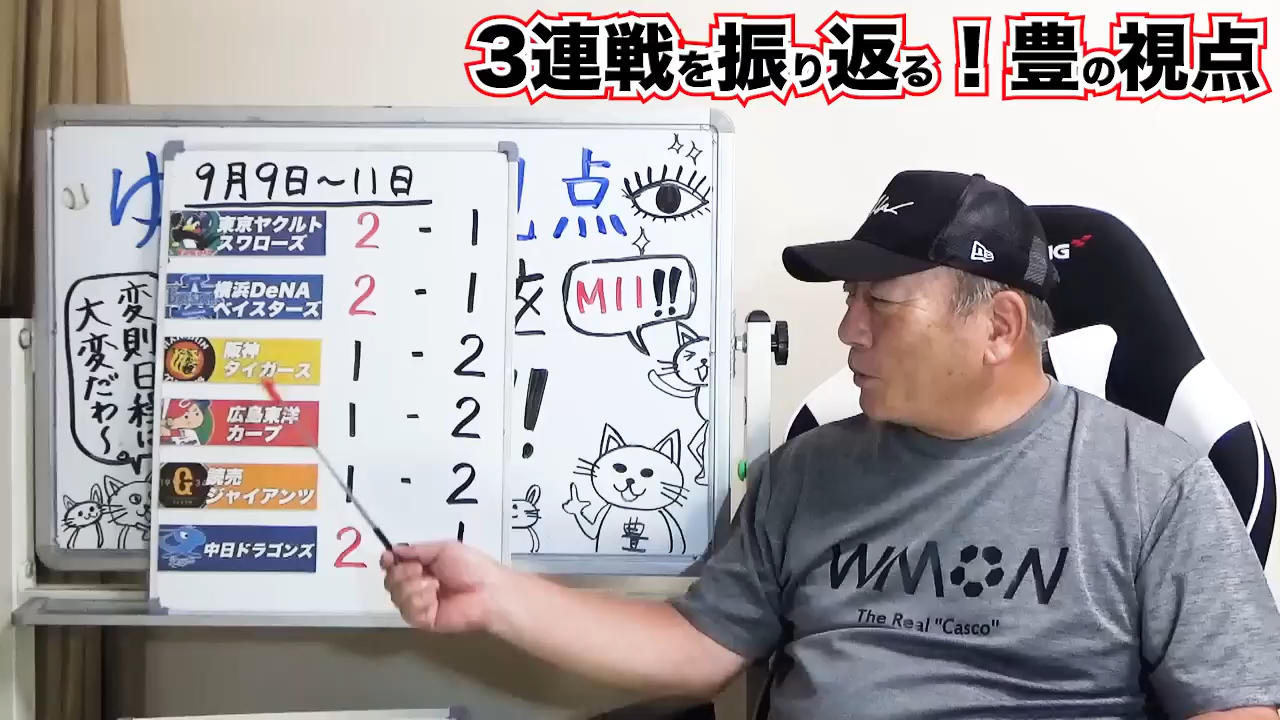 3連戦を振り返る！豊の視点
9月9日～11日
東京ヤクルト
スワローズ
2 - 1
横浜DeNA
ベイスターズ
2 - 1
阪神
タイガース
1 - 2
広島東洋
カープ
1 - 2
読売
ジャイアンツ
1 - 2
中日ドラゴンズ
2 - 1
ゆ
視点
M11!!
変則日程に
大変だわ～
豊
WMON
The Real "Casco"